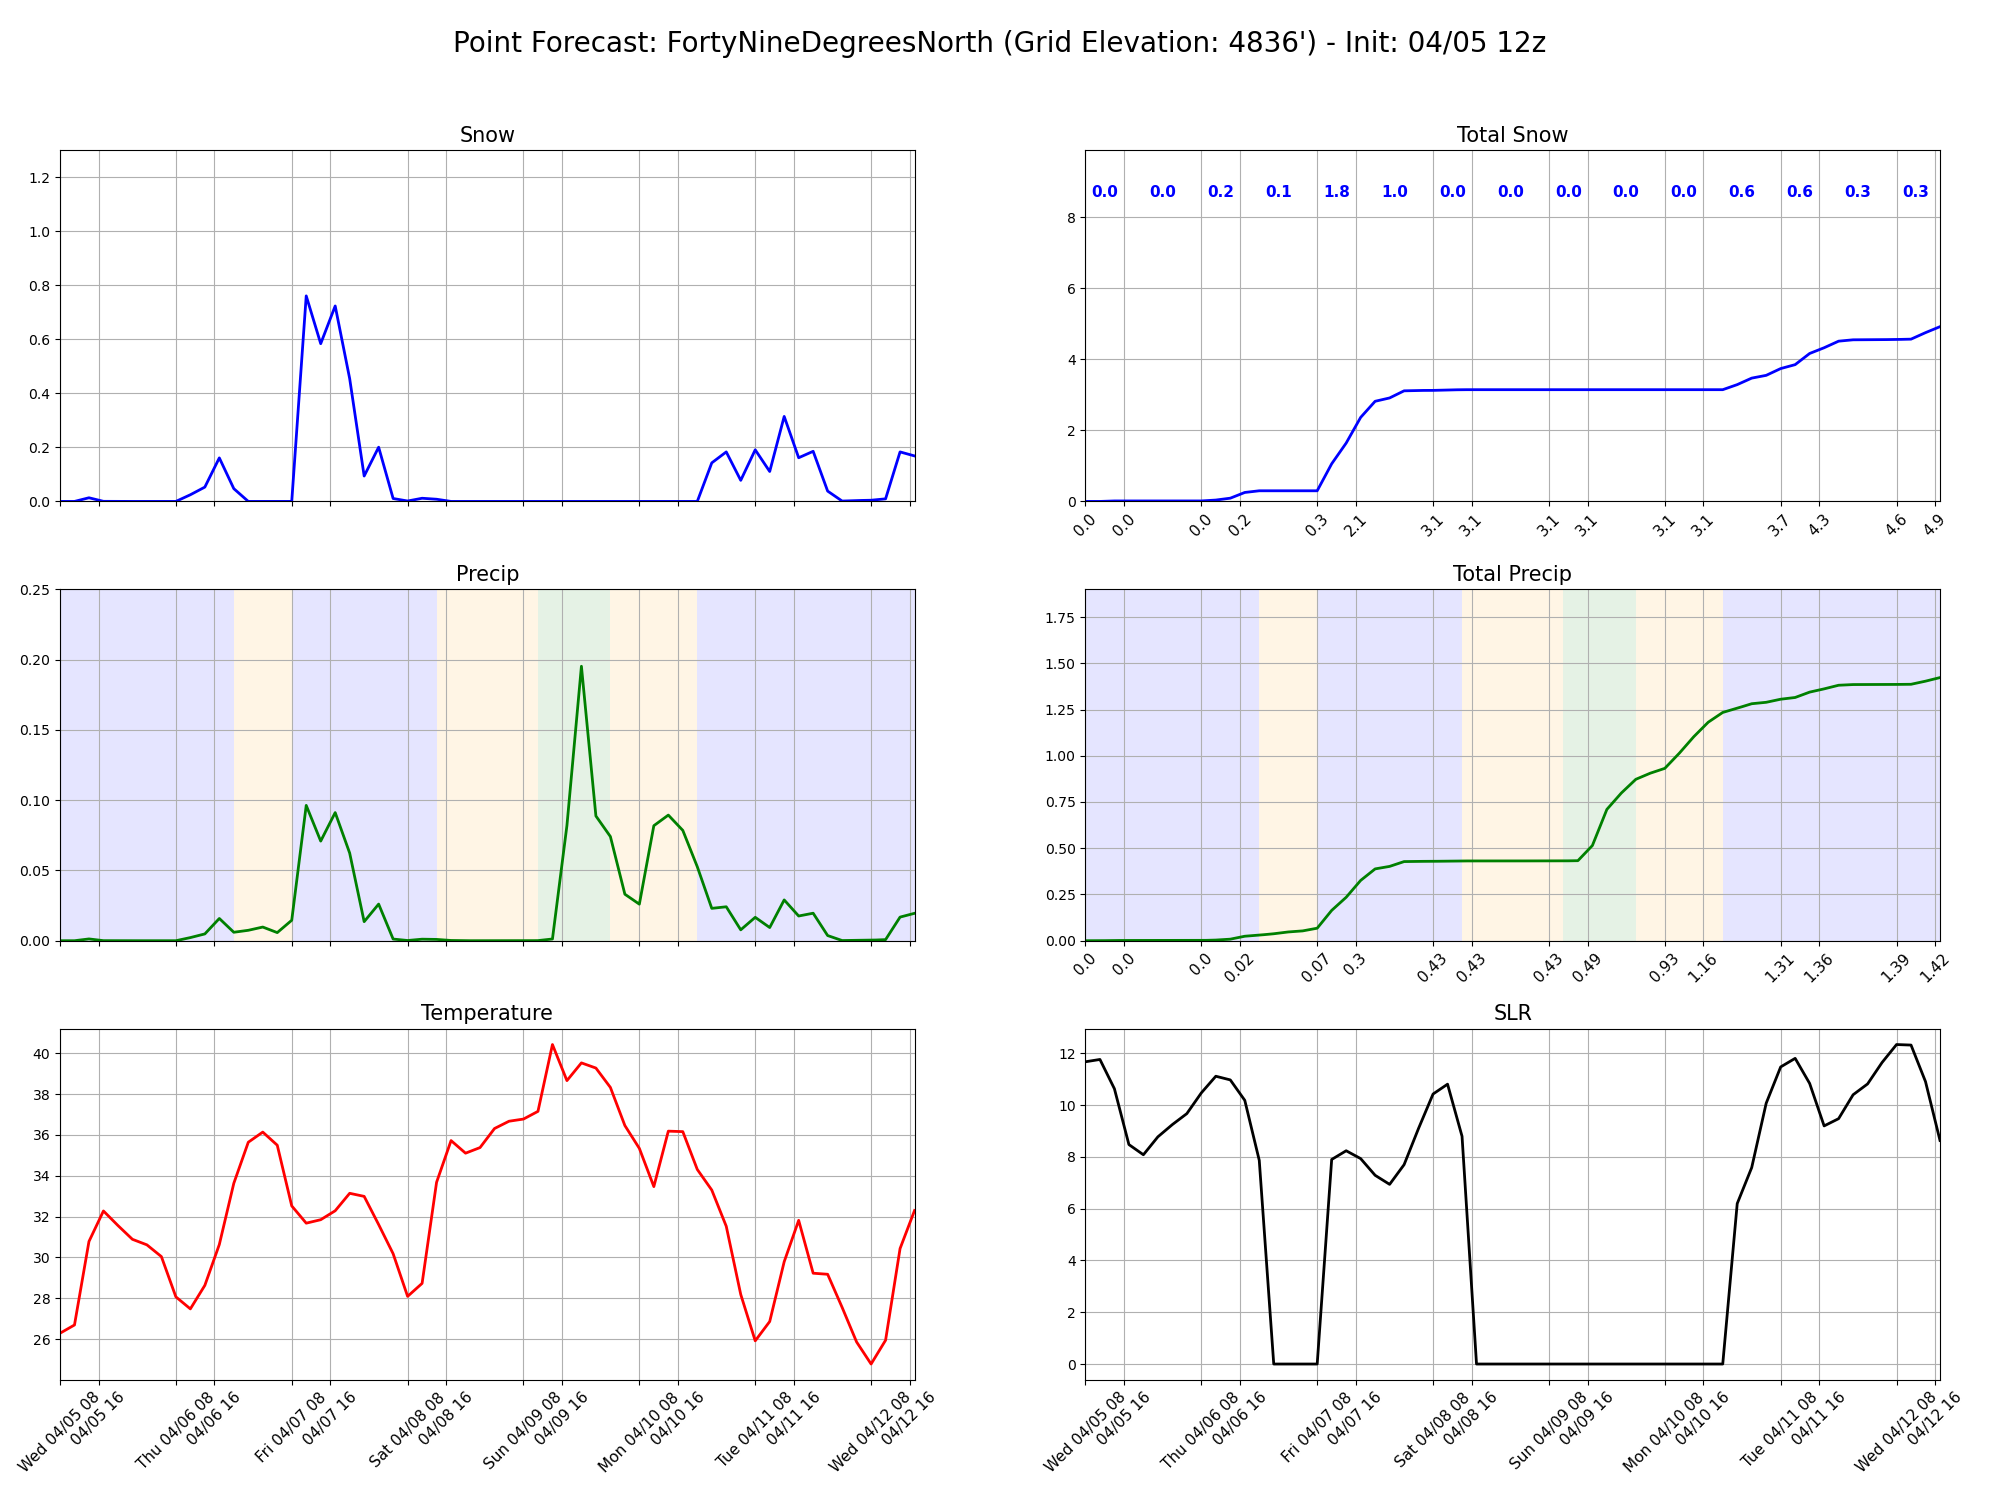 Point Forecast: FortyNineDegreesNorth (Grid Elevation: 4836') - Init: 04/05 12z
Snow
1.2
1.0
0.8
0.6
0.4
0.2
0.0
Total Snow
0.0 0.0 0.2 0.1 1.8 1.0 0.0 0.0 0.0 0.0 0.0 0.6 0.6 0.3 0.3
8
6
4
2
0
0.0 0.0 0.0 0.2 0.3 2.1 3.1 3.1 3.1 3.1 3.1 3.1 3.7 4.3 4.6 4.9
Precip
0.25
0.20
0.15
0.10
0.05
0.00
Total Precip
1.75
1.50
1.25
1.00
0.75
0.50
0.25
0.00
0.0 0.0 0.0 0.02 0.07 0.3 0.43 0.43 0.43 0.49 0.93 1.16 1.31 1.36 1.39 1.42
Temperature
40
38
36
34
32
30
28
26
Wed 04/05 08
04/05 16
Thu 04/06 08
04/06 16
Fri 04/07 08
04/07 16
Sat 04/08 08
04/08 16
Sun 04/09 08
04/09 16
Mon 04/10 08
04/10 16
Tue 04/11 08
04/11 16
Wed 04/12 08
04/12 16
SLR
12
10
8
6
4
2
0
Wed 04/05 08
04/05 16
Thu 04/06 08
04/06 16
Fri 04/07 08
04/07 16
Sat 04/08 08
04/08 16
Sun 04/09 08
04/09 16
Mon 04/10 08
04/10 16
Tue 04/11 08
04/11 16
Wed 04/12 08
04/12 16